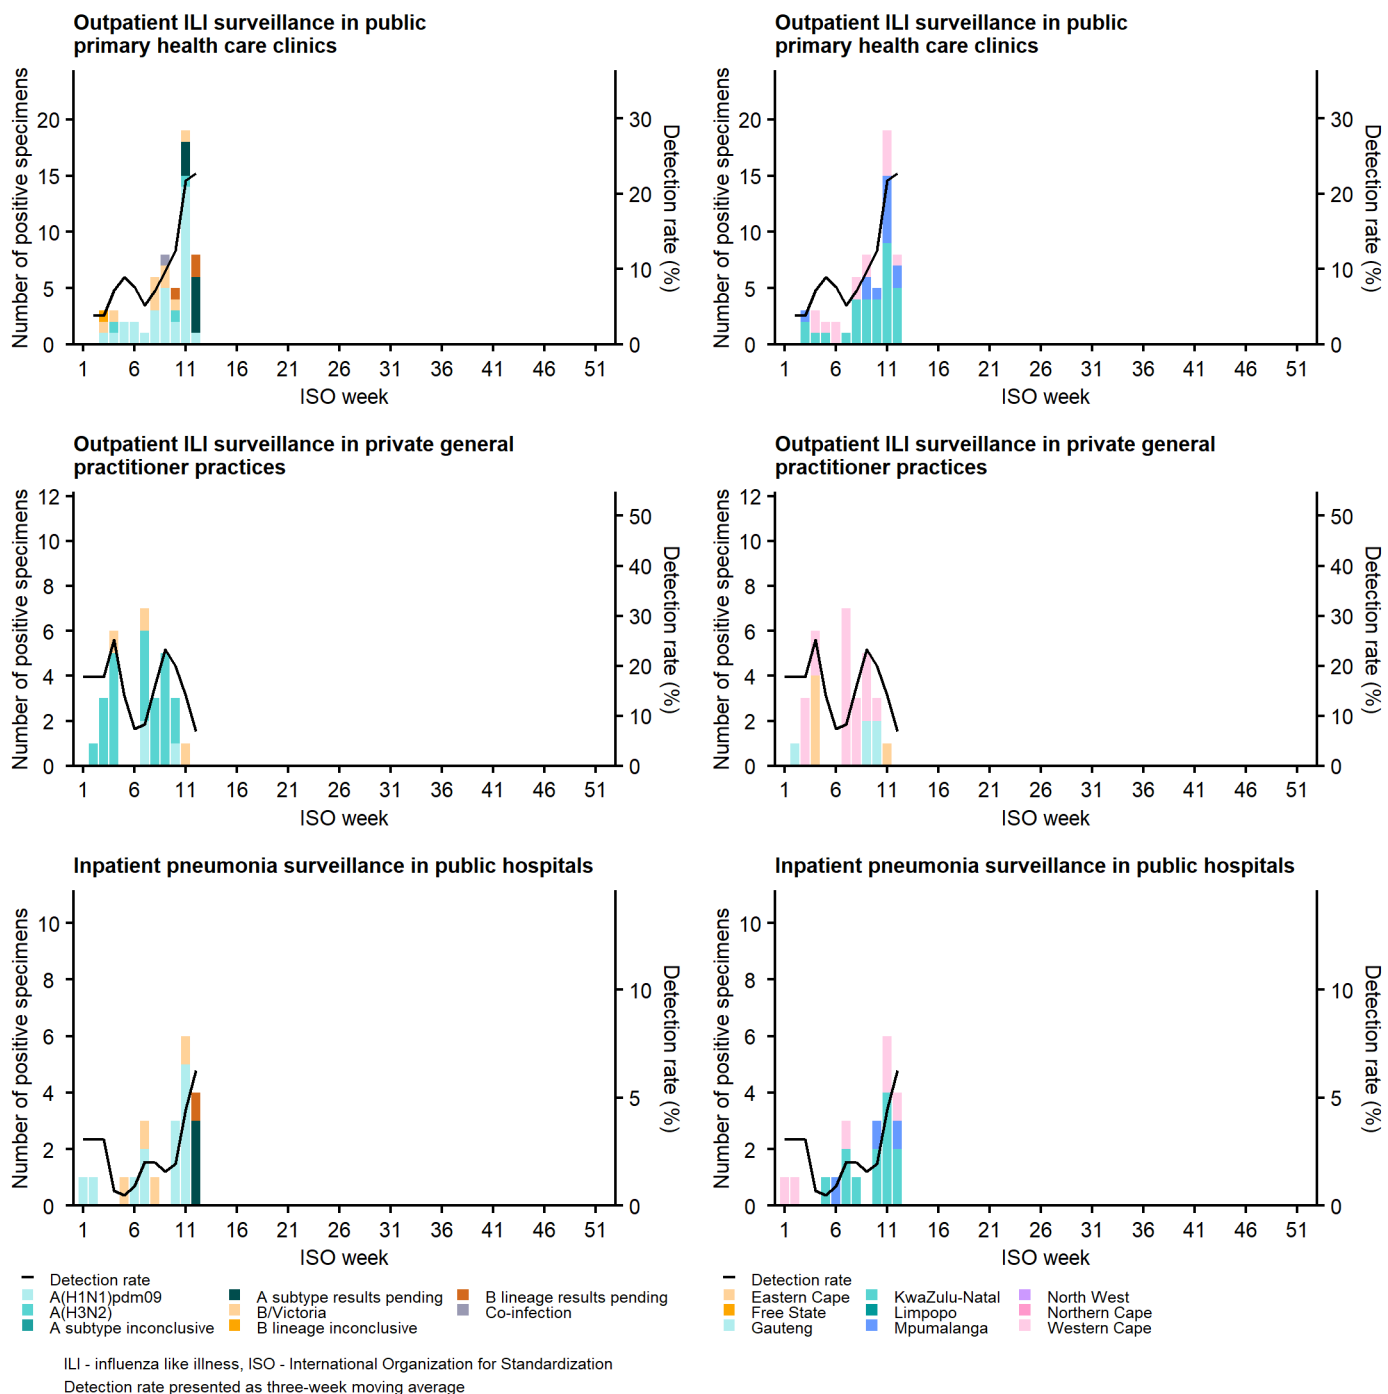 Outpatient ILI surveillance in public
primary health care clinics
Number of positive specimens
20
15
10
5
0
30
20
10
0
Detection rate (%)
1 6 11 16 21 26 31 36 41 46 51
ISO week
Outpatient ILI surveillance in public
primary health care clinics
Number of positive specimens
20
15
10
5
0
30
20
10
0
Detection rate (%)
1 6 11 16 21 26 31 36 41 46 51
ISO week
Outpatient ILI surveillance in private general
practitioner practices
Number of positive specimens
12
10
8
6
4
2
0
50
40
30
20
10
0
Detection rate (%)
1 6 11 16 21 26 31 36 41 46 51
ISO week
Outpatient ILI surveillance in private general
practitioner practices
Number of positive specimens
12
10
8
6
4
2
0
50
40
30
20
10
0
Detection rate (%)
1 6 11 16 21 26 31 36 41 46 51
ISO week
Inpatient pneumonia surveillance in public hospitals
Number of positive specimens
10
8
6
4
2
0
10
5
0
Detection rate (%)
1 6 11 16 21 26 31 36 41 46 51
ISO week
Inpatient pneumonia surveillance in public hospitals
Number of positive specimens
10
8
6
4
2
0
10
5
0
Detection rate (%)
1 6 11 16 21 26 31 36 41 46 51
ISO week
Detection rate
A(H1N1)pdm09 A subtype results pending B lineage results pending
A(H3N2) B/Victoria Co-infection
A subtype inconclusive B lineage inconclusive
Detection rate
Eastern Cape KwaZulu-Natal North West
Free State Limpopo Northern Cape
Gauteng Mpumalanga Western Cape
ILI - influenza like illness, ISO - International Organization for Standardization
Detection rate presented as three-week moving average